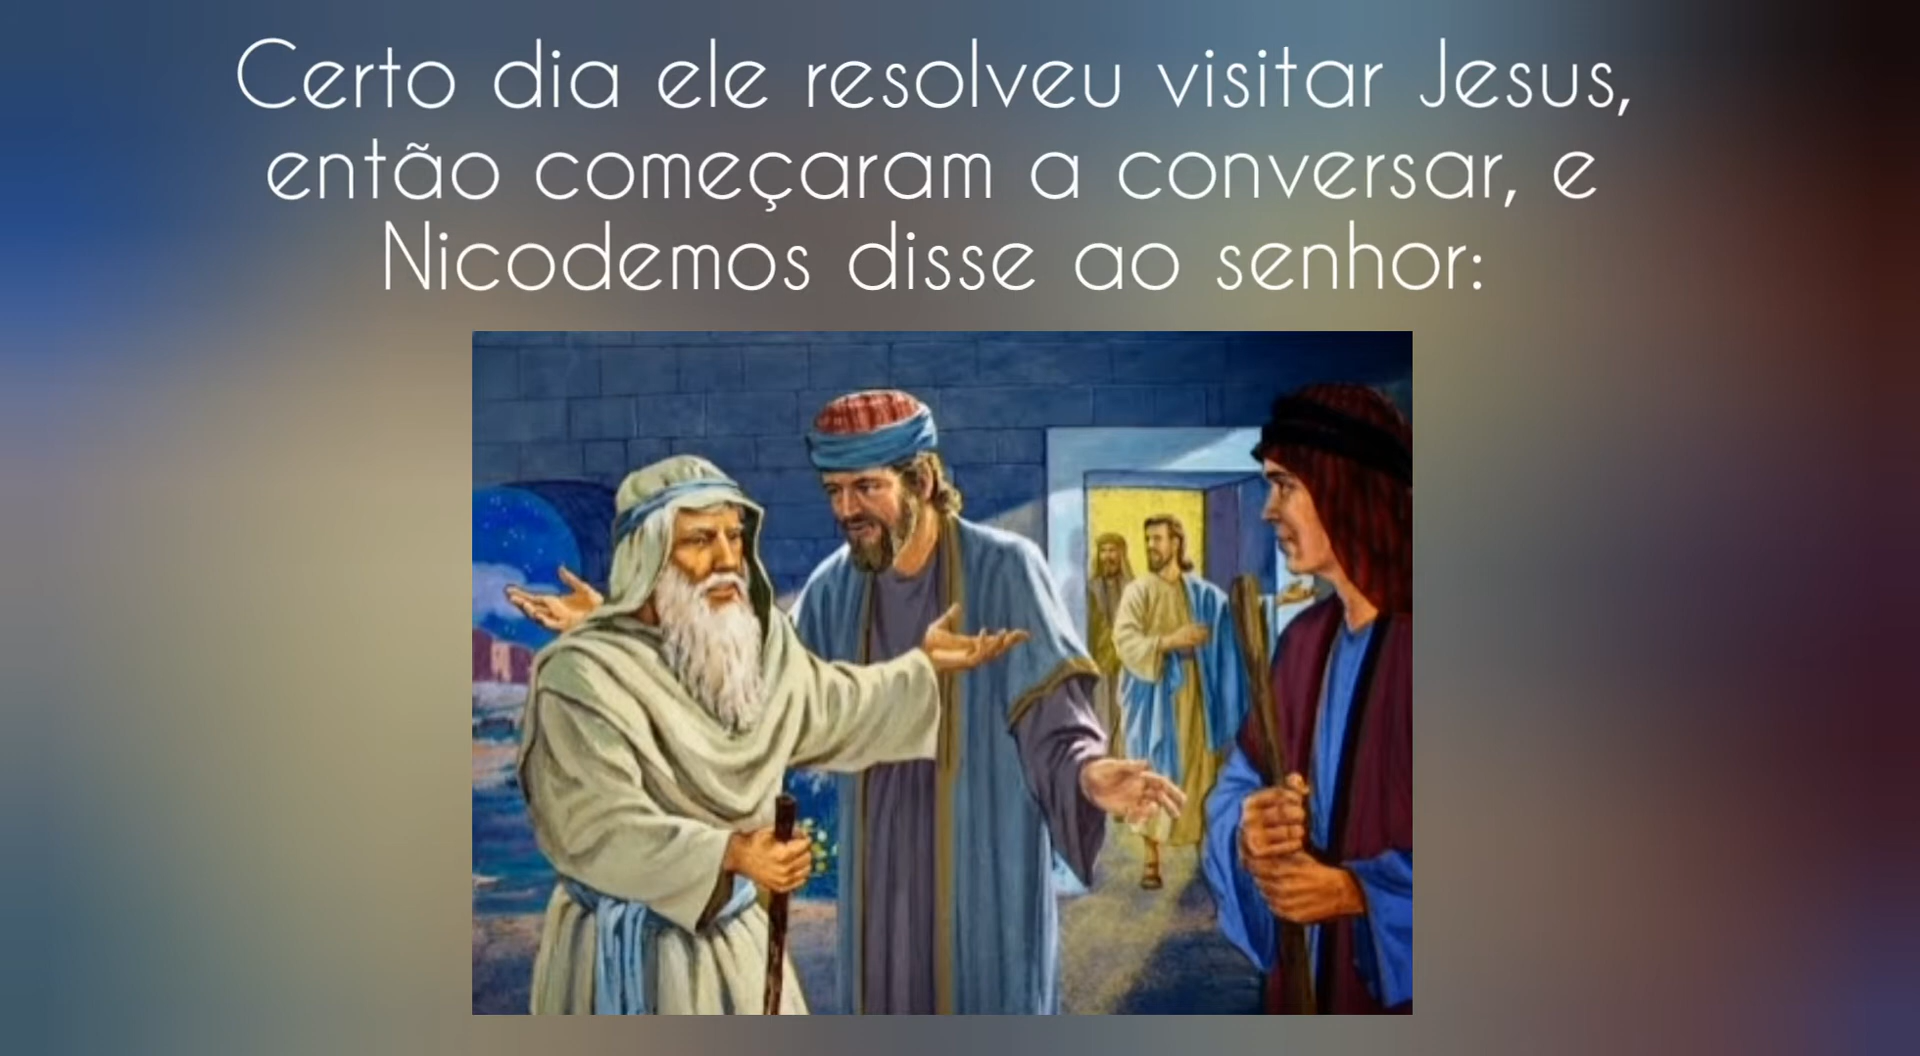 Certo dia ele resolveu visitar Jesus,
então começaram a conversar, e
Nicodemos disse ao senhor: